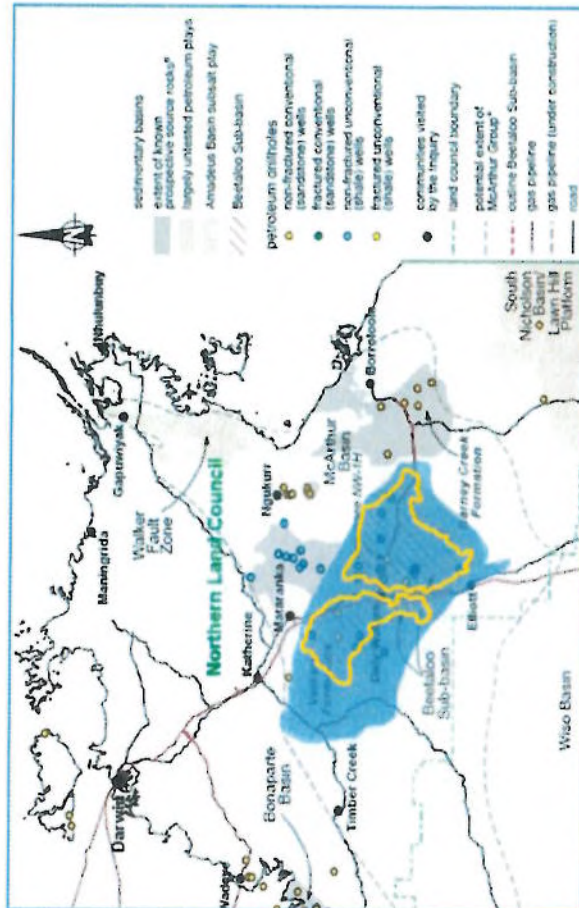 Darwin
Maningrida
Gapuwiyak
Nhulunbuy
Walker
Fault
Zone
Northern Land Council
Wadeye
Bonaparte
Basin
Katherine
Mataranka
Ngukurr
McArthur
Basin
Borroloola
Timber Creek
Beetaloo
Sub-basin
Elliott
Barney Creek
Formation
Wiso Basin
South
Nicholson
Basin/
Lawn Hill
Platform
N
sedimentary basins
extent of known
prospective source rocks
largely untested petroleum plays
Amadeus Basin subsalt play
Beetaloo Sub-basin
petroleum drillholes
non-fractured conventional
(sandstone) wells
fractured conventional
(sandstone) wells
non-fractured unconventional
(shale) wells
fractured unconventional
(shale) wells
communities visited
by the inquiry
land council boundary
potential extent of
McArthur Group
outline Beetaloo Sub-basin
gas pipeline
gas pipeline (under construction)
road